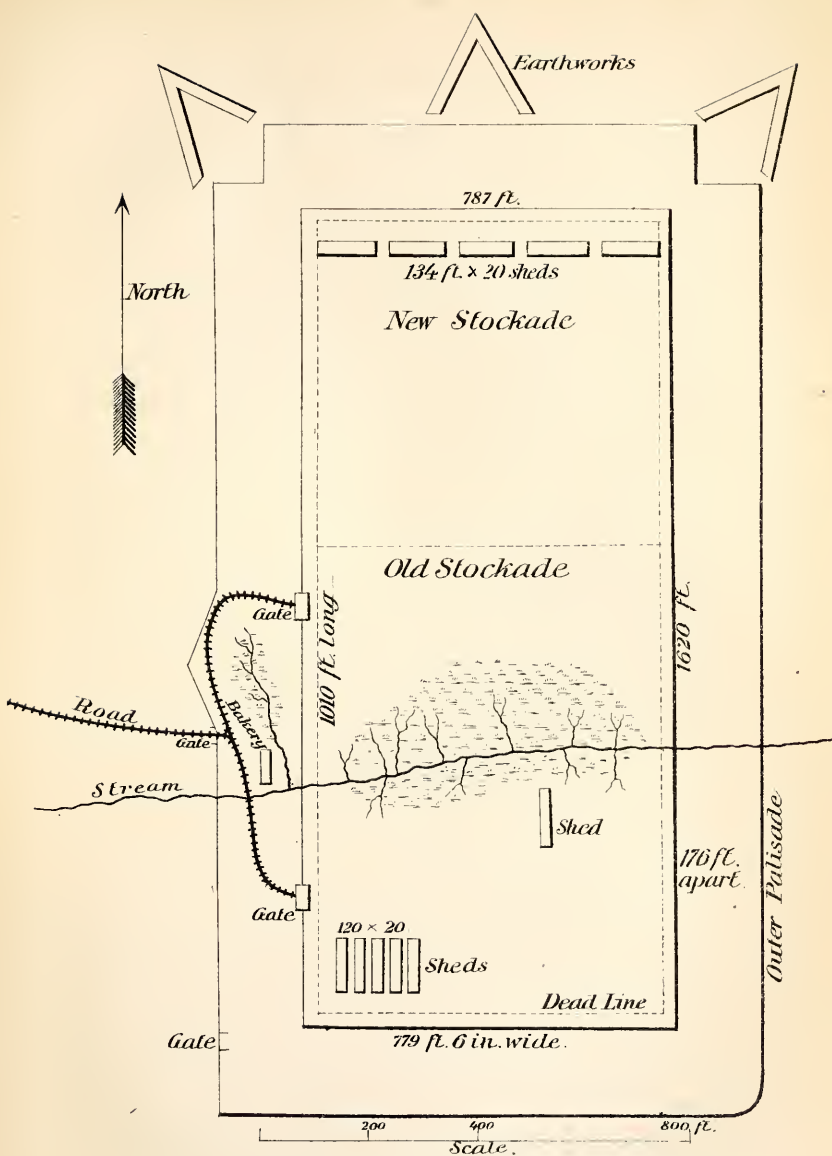 Earthworks
787 ft.
134 ft. × 20 sheds
North
New Stockade
Old Stockade
Gate
1010 ft. long
1620 ft.
Road
Bakery
Gate
Stream
Shed
176 ft.
apart.
Outer Palisade
Gate
120 × 20
Sheds
Dead Line
Gate
779 ft. 6 in. wide.
200 400 800 ft.
Scale.